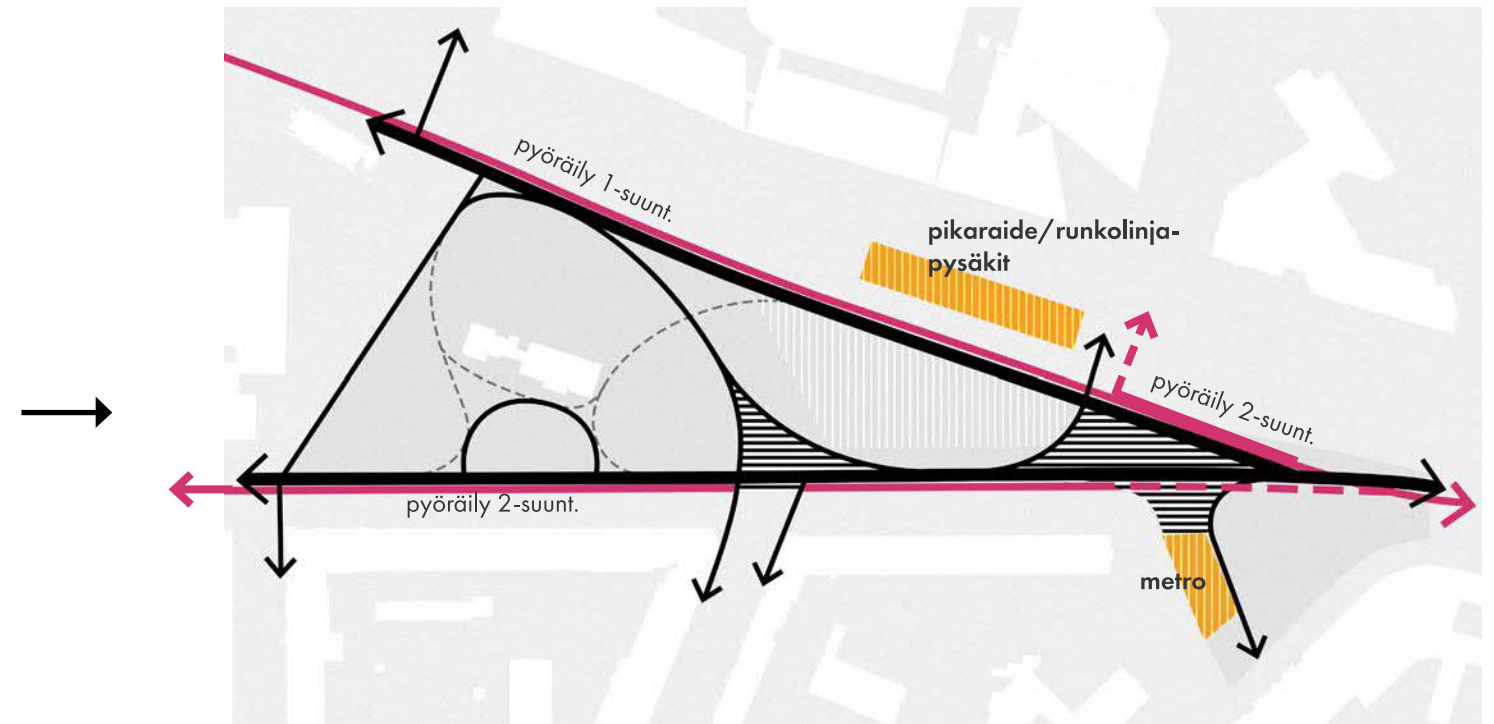 pyöräily 1-suunt.
pikaraide/runkolinja-
pysäkit
pyöräily 2-suunt.
pyöräily 2-suunt.
metro